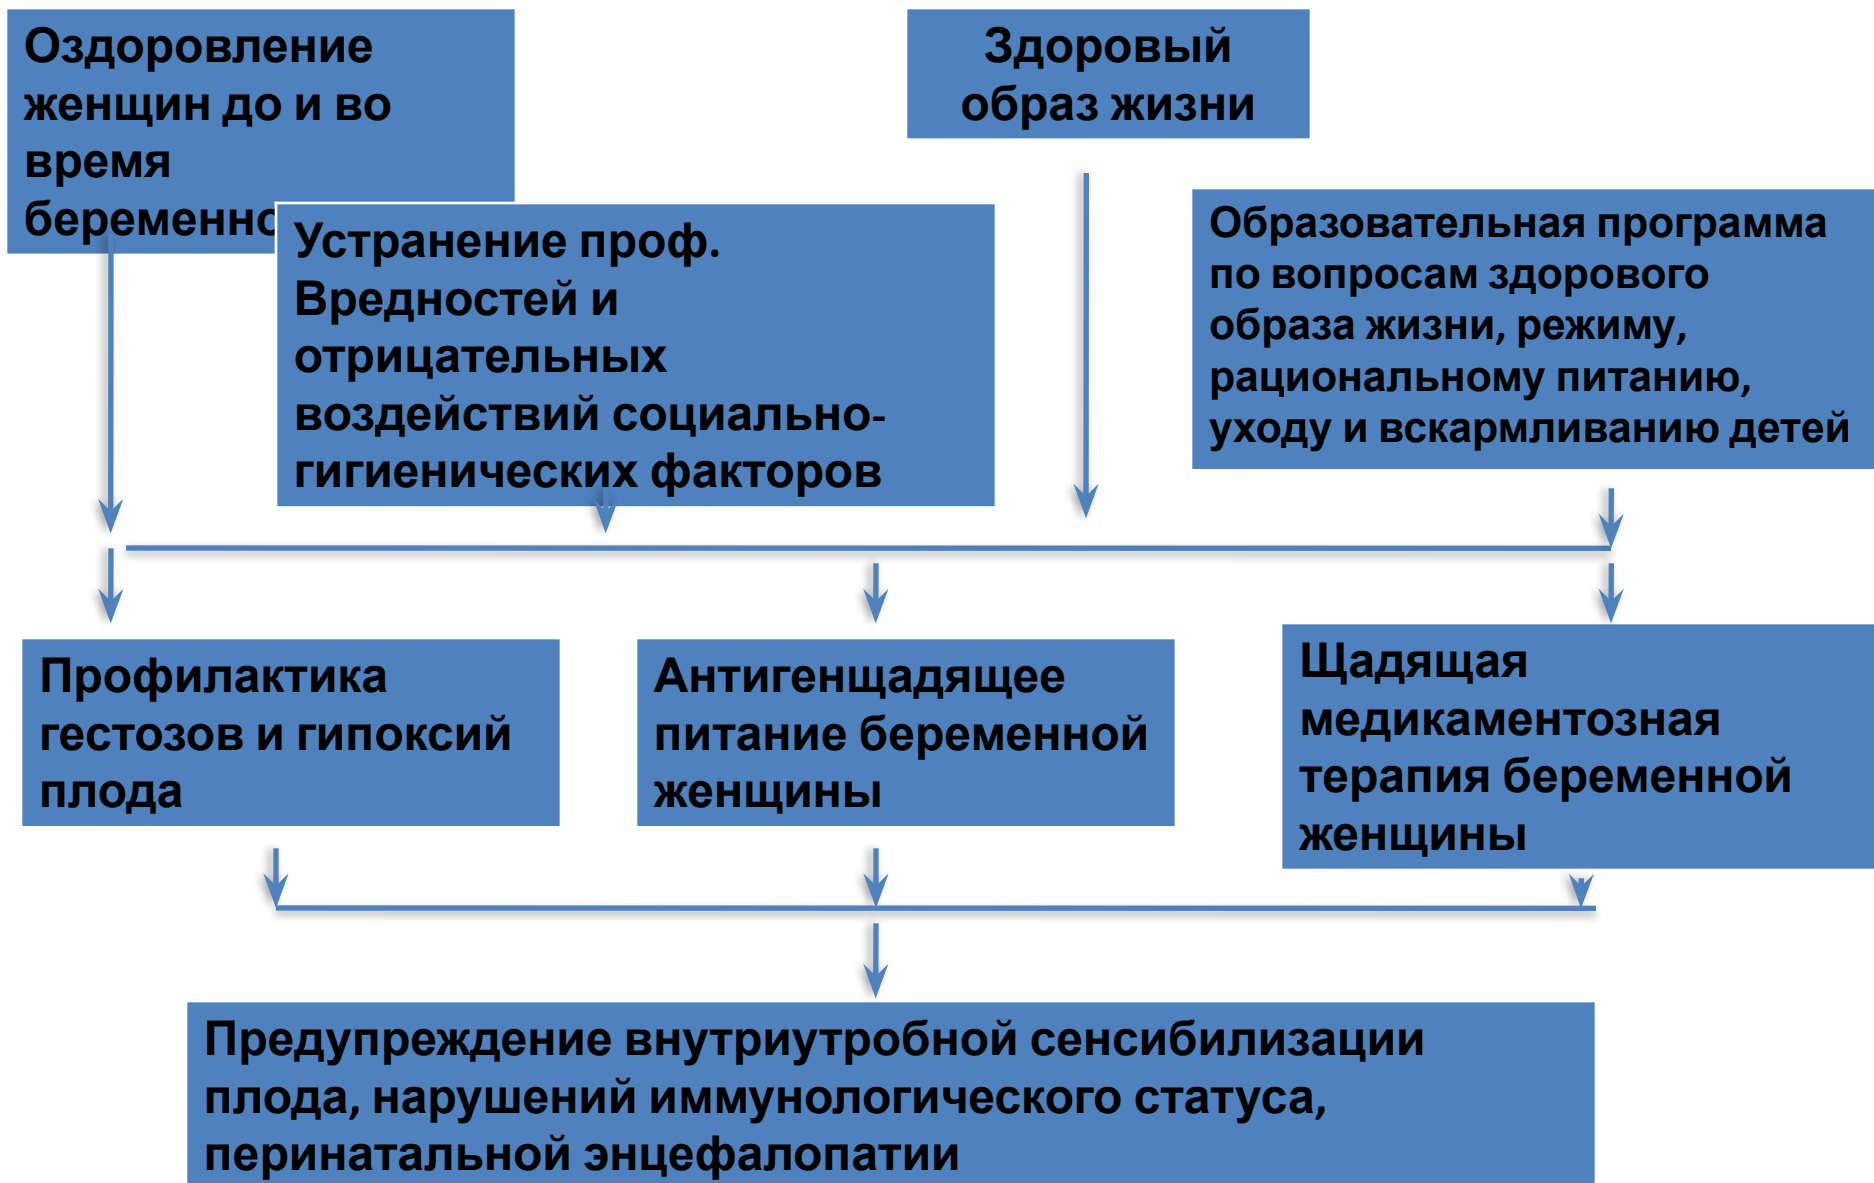 Оздоровление
женщин до и во
время
беременно
Здоровый
образ жизни
Устранение проф.
Вредностей и
отрицательных
воздействий социально-
гигиенических факторов
Образовательная программа
по вопросам здорового
образа жизни, режиму,
рациональному питанию,
уходу и вскармливанию детей
Профилактика
гестозов и гипоксий
плода
Антигенщадящее
питание беременной
женщины
Щадящая
медикаментозная
терапия беременной
женщины
Предупреждение внутриутробной сенсибилизации
плода, нарушений иммунологического статуса,
перинатальной энцефалопатии